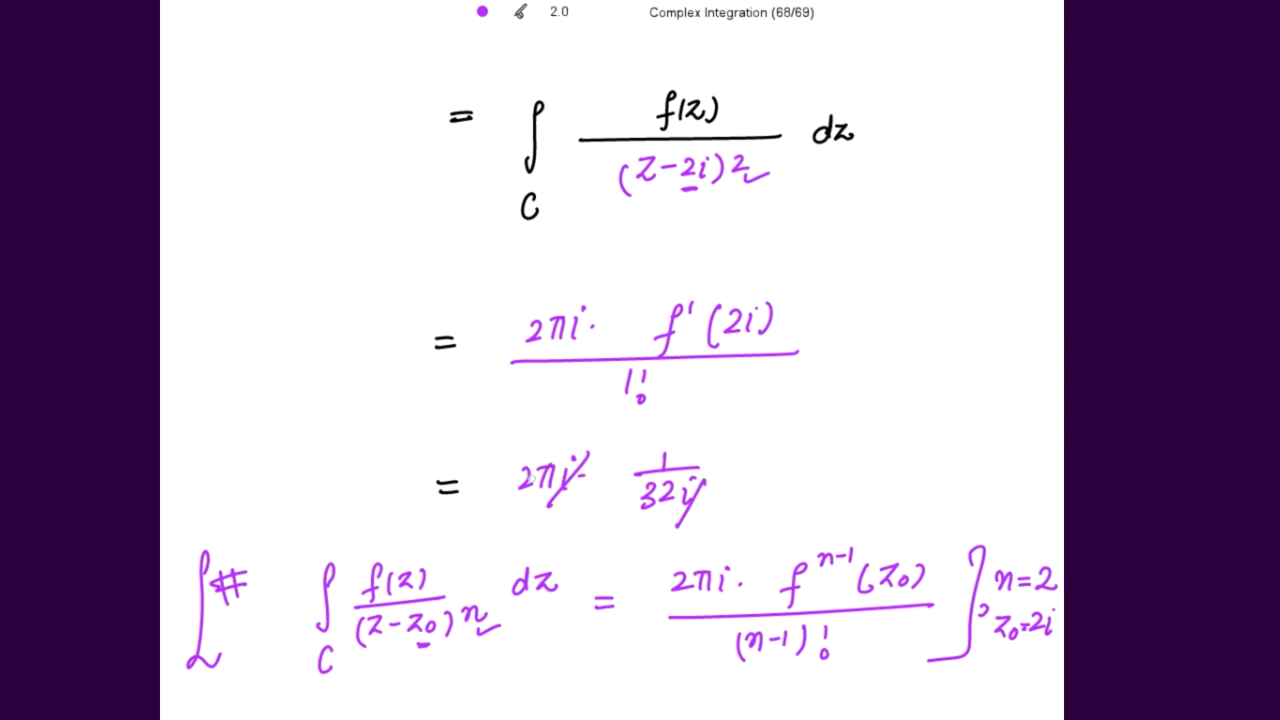 2.0 Complex Integration (68/69)
= ∫_C f(z) / (z-2i)^2 dz
= 2πi. f'(2i) / 1!
= 2πi 1 / 32i
[# ∫_C f(z) / (z-z₀)^n dz = 2πi. f^{n-1}(z₀) / (n-1)! ], n=2
z₀=2i